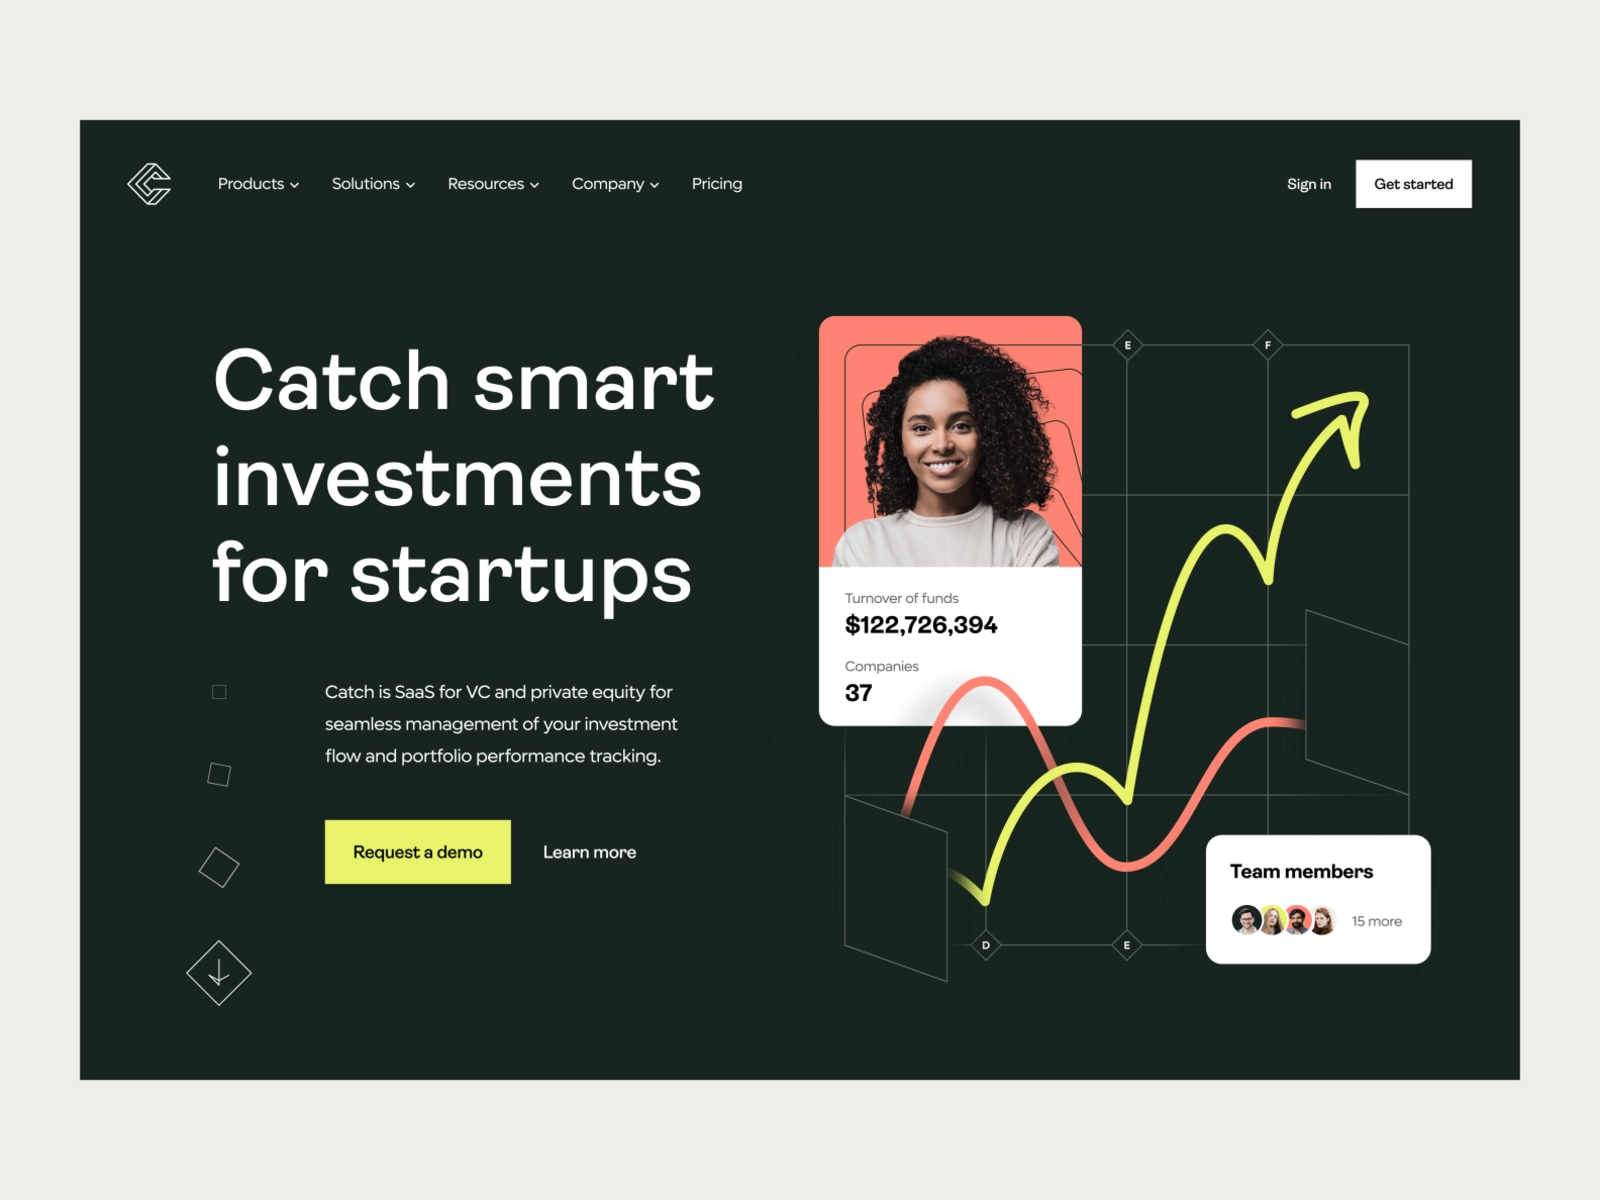 Products
Solutions
Resources
Company
Pricing
Sign in
Get started
Catch smart
investments
for startups
Catch is SaaS for VC and private equity for
seamless management of your investment
flow and portfolio performance tracking.
Request a demo
Learn more
E
F
Turnover of funds
$122,726,394
Companies
37
D
E
Team members
15 more